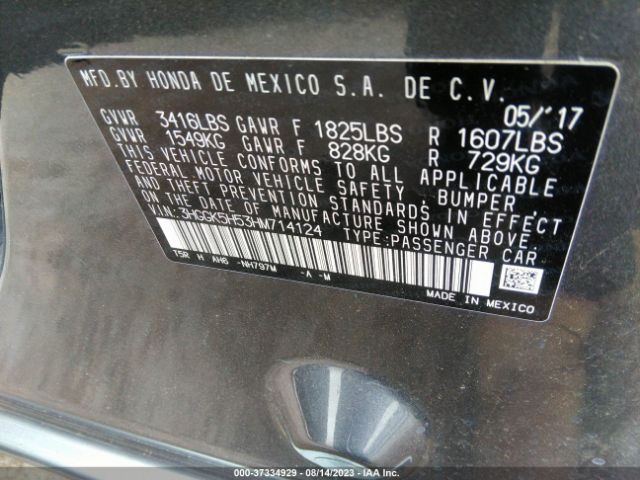 MFD.BY HONDA DE MEXICO S.A. DE C.V.
05/'17
GVWR 3416LBS GAWR F 1825LBS R 1607LBS
GVWR 1549KG GAWR F 828KG R 729KG
THIS VEHICLE CONFORMS TO ALL APPLICABLE
FEDERAL MOTOR VEHICLE SAFETY , BUMPER ,
AND THEFT PREVENTION STANDARDS IN EFFECT
ON THE DATE OF MANUFACTURE SHOWN ABOVE.
VIN: 3HGGK5H53HM714124 TYPE:PASSENGER CAR
T5R H AH6 -NH797M -A -M
MADE IN MEXICO
000-37334929 - 08/14/2023 - IAA Inc.